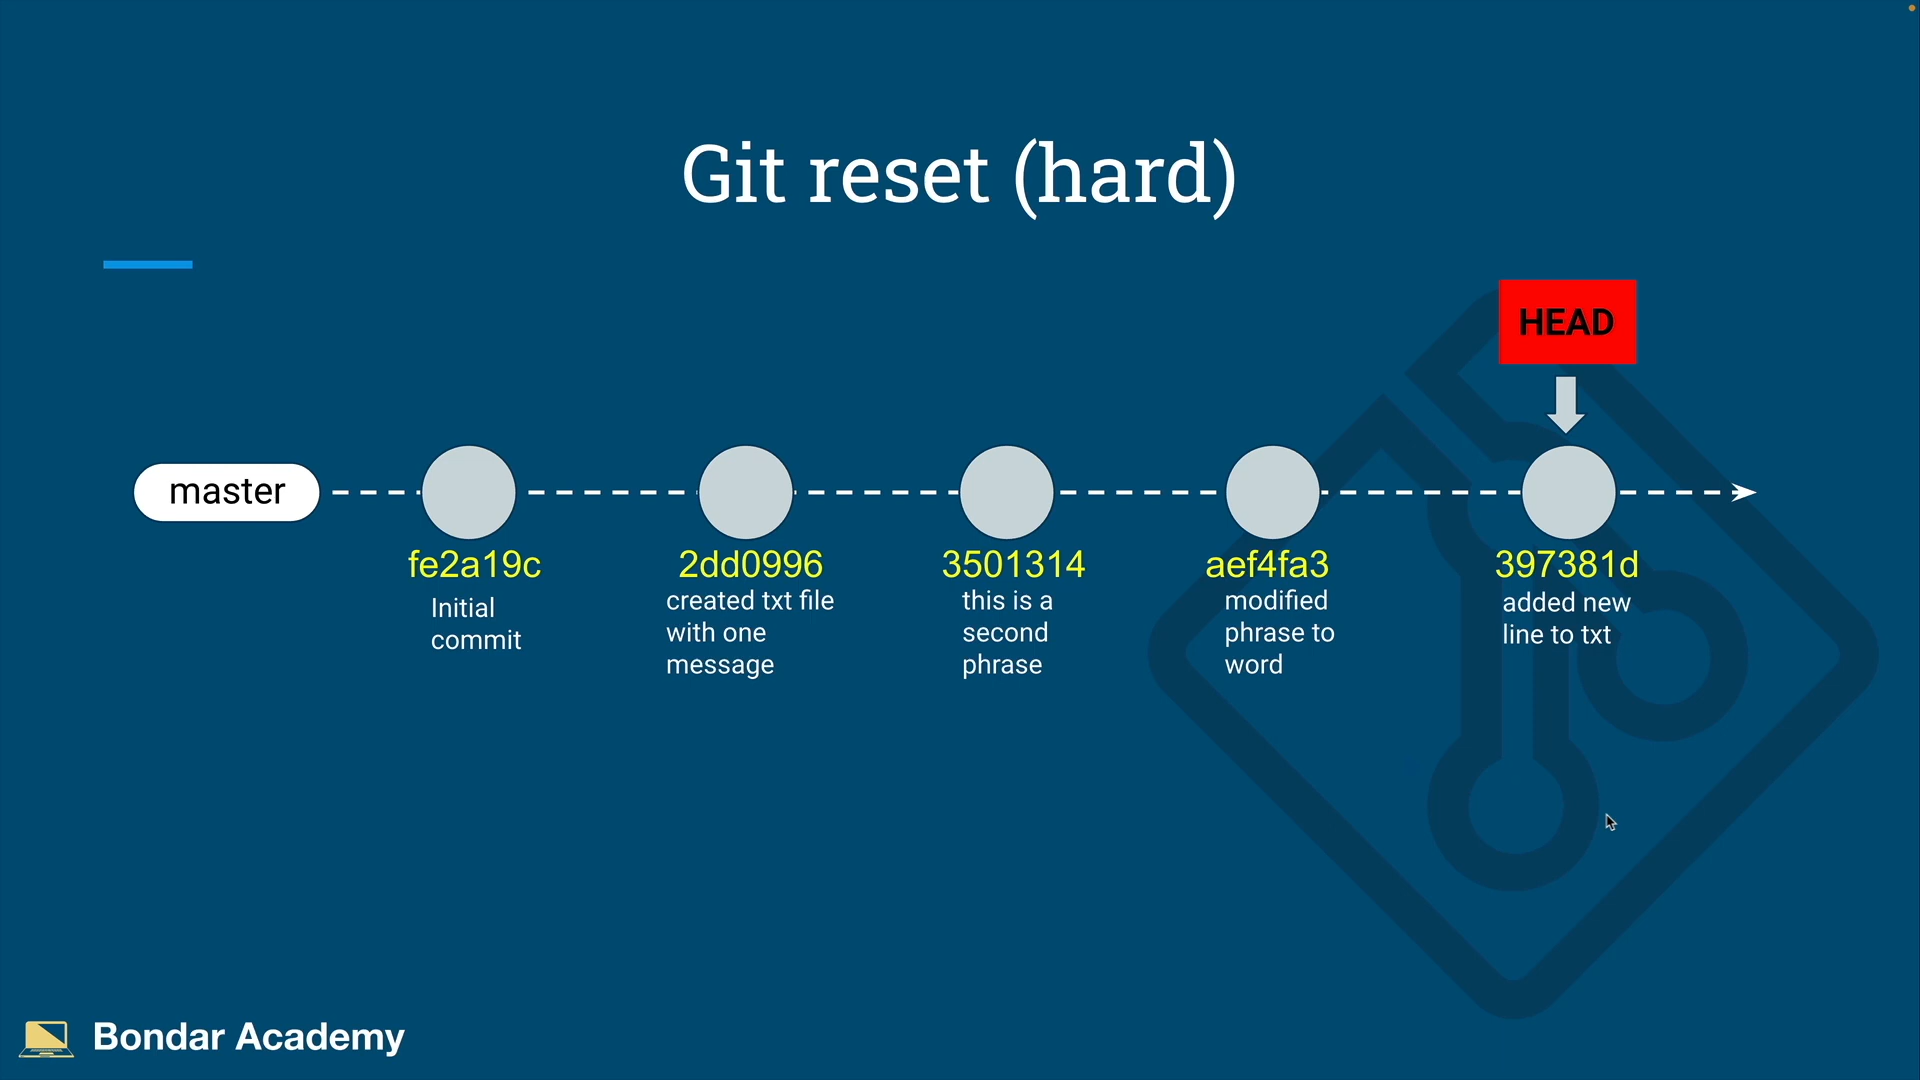 Git reset (hard)
HEAD
master
fe2a19c
Initial
commit
2dd0996
created txt file
with one
message
3501314
this is a
second
phrase
aef4fa3
modified
phrase to
word
397381d
added new
line to txt
Bondar Academy